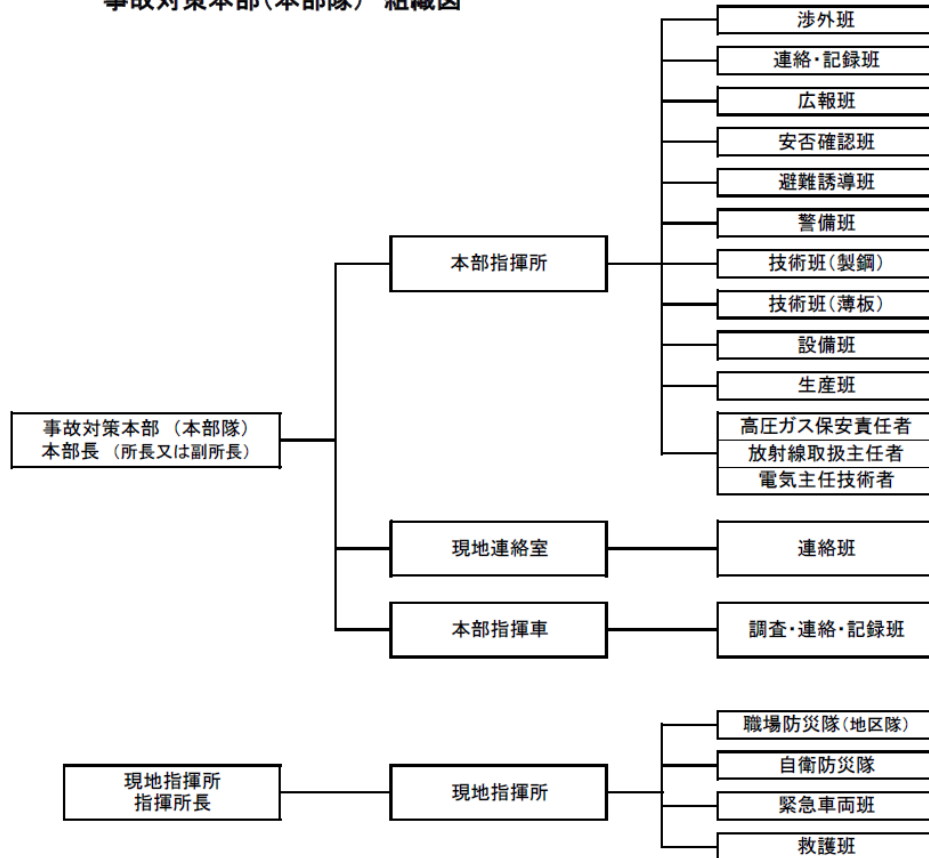 事故対策本部(本部隊) 組織図
渉外班
連絡・記録班
広報班
安否確認班
避難誘導班
警備班
本部指揮所
技術班(製鋼)
技術班(薄板)
設備班
生産班
事故対策本部 (本部隊)
本部長 (所長又は副所長)
高圧ガス保安責任者
放射線取扱主任者
電気主任技術者
現地連絡室
連絡班
本部指揮車
調査・連絡・記録班
現地指揮所
指揮所長
現地指揮所
職場防災隊(地区隊)
自衛防災隊
緊急車両班
救護班